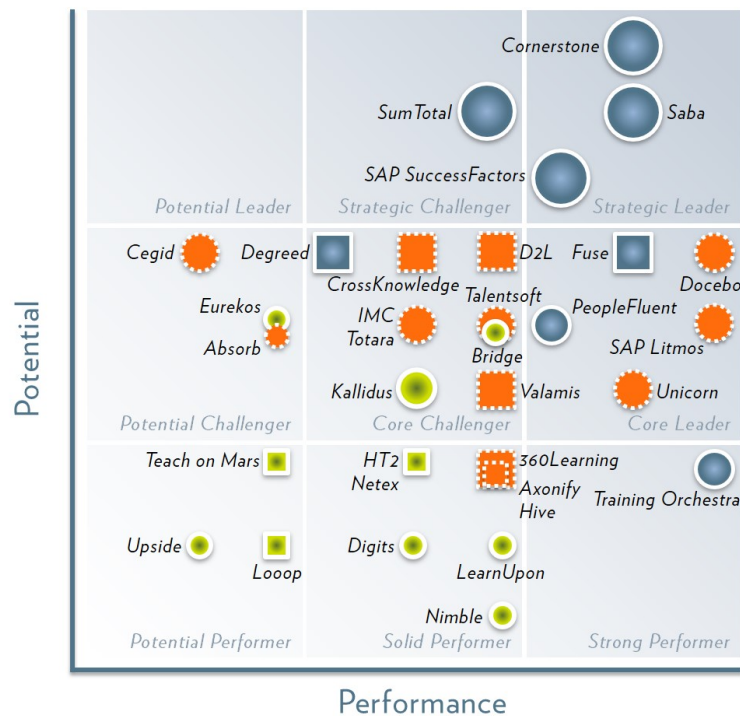 Cornerstone
SumTotal
Saba
SAP SuccessFactors
Potential Leader
Strategic Challenger
Strategic Leader
Cegid
Degreed
D2L
Fuse
CrossKnowledge
Docebo
Talentsoft
Eurekos
IMC
Totara
PeopleFluent
Absorb
Bridge
SAP Litmos
Kallidus
Valamis
Unicorn
Potential Challenger
Core Challenger
Core Leader
Teach on Mars
HT2
Netex
360Learning
Axonify
Hive
Training Orchestra
Upside
Looop
Digits
LearnUpon
Nimble
Potential Performer
Solid Performer
Strong Performer
Potential
Performance